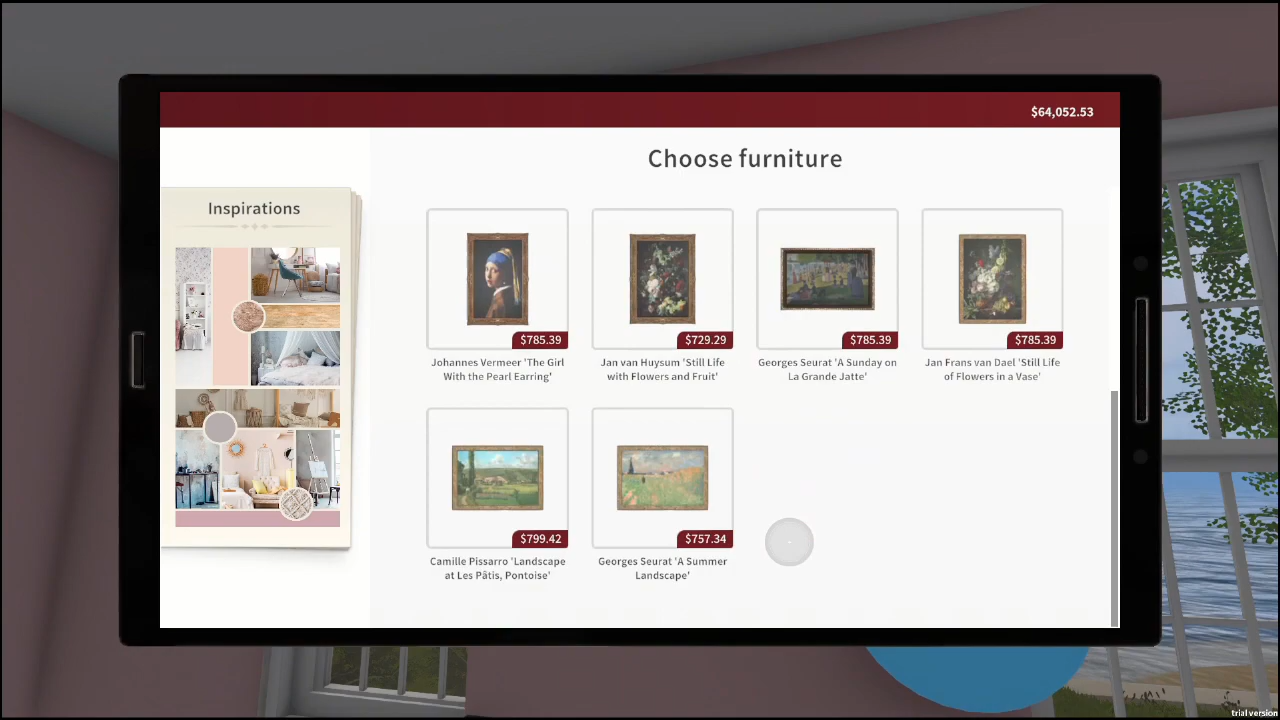 $64,052.53
Choose furniture
Inspirations
$785.39
$729.29
$785.39
$785.39
Johannes Vermeer 'The Girl
With the Pearl Earring'
Jan van Huysum 'Still Life
with Flowers and Fruit'
Georges Seurat 'A Sunday on
La Grande Jatte'
Jan Frans van Dael 'Still Life
of Flowers in a Vase'
$799.42
$757.34
Camille Pissarro 'Landscape
at Les Pâtis, Pontoise'
Georges Seurat 'A Summer
Landscape'
trial version